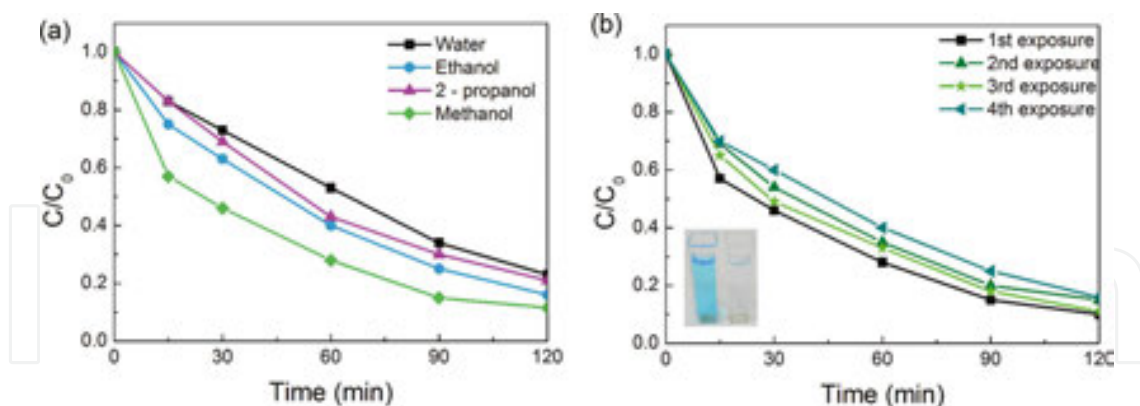 (a)
Water
Ethanol
2 - propanol
Methanol
1.0
0.8
0.6
0.4
0.2
0.0
C/C0
0 30 60 90 120
Time (min)
(b)
1st exposure
2nd exposure
3rd exposure
4th exposure
1.0
0.8
0.6
0.4
0.2
0.0
C/C0
0 30 60 90 120
Time (min)